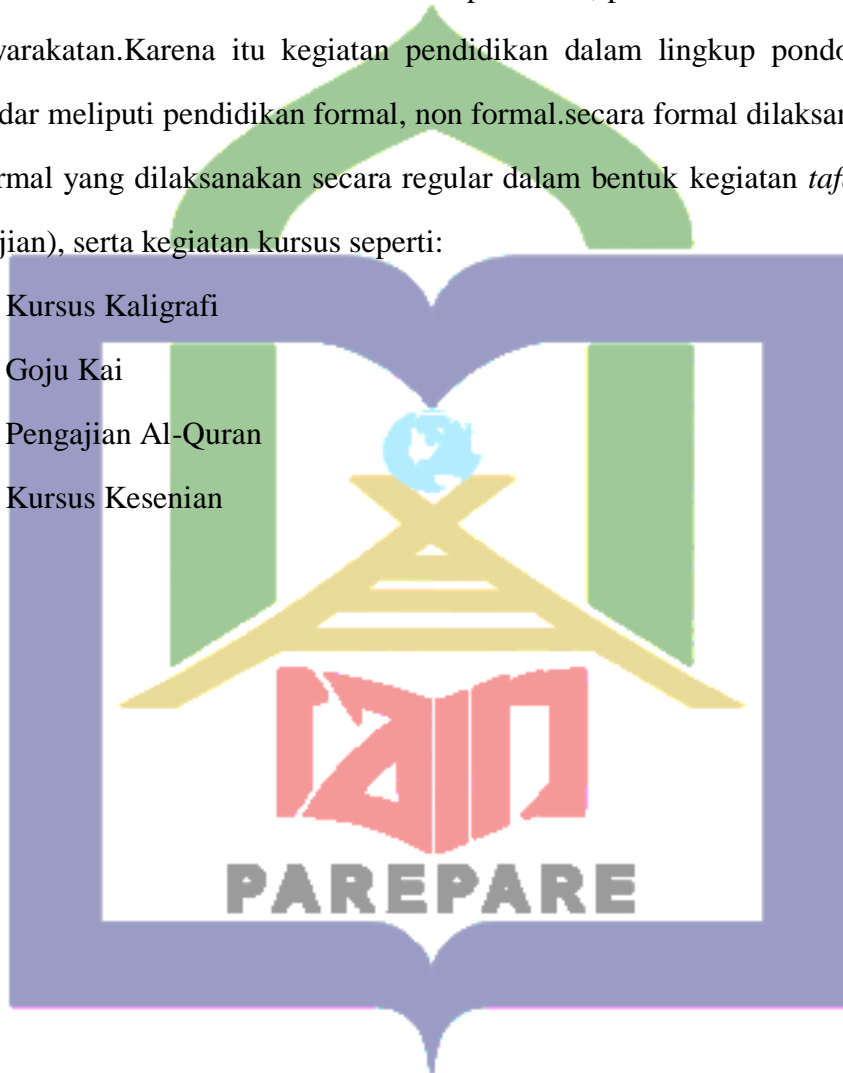 yarakatan.Karena itu kegiatan pendidikan dalam lingkup pondo
dar meliputi pendidikan formal, non formal.secara formal dilaksan
rmal yang dilaksanakan secara regular dalam bentuk kegiatan taf
jian), serta kegiatan kursus seperti:
Kursus Kaligrafi
Goju Kai
Pengajian Al-Quran
Kursus Kesenian
iain
PAREPARE